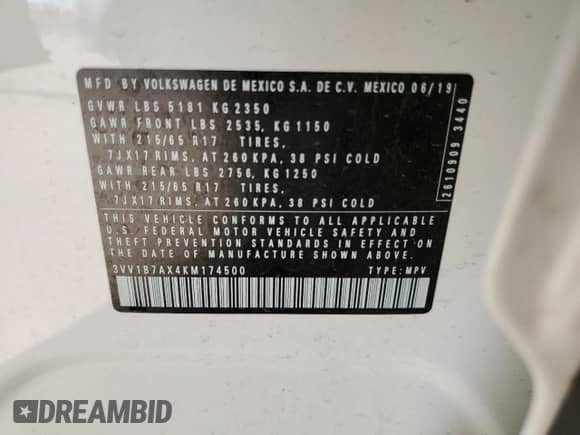 MFD BY VOLKSWAGEN DE MEXICO S.A. DE C.V. MEXICO 06/19
GVWR LBS 5181 KG 2350
GAWR FRONT LBS 2535, KG 1150
WITH 215/65 R17 TIRES,
7JX17 RIMS, AT 260 KPA, 38 PSI COLD
GAWR REAR LBS 2756, KG 1250
WITH 215/65 R17 TIRES,
7JX17 RIMS, AT 260 KPA, 38 PSI COLD
THIS VEHICLE CONFORMS TO ALL APPLICABLE
U.S. FEDERAL MOTOR VEHICLE SAFETY AND
THEFT PREVENTION STANDARDS IN EFFECT ON
THE DATE OF MANUFACTURE SHOWN ABOVE.
3VV1B7AX4KM174500 TYPE: MPV
2610909 3440
DREAMBID